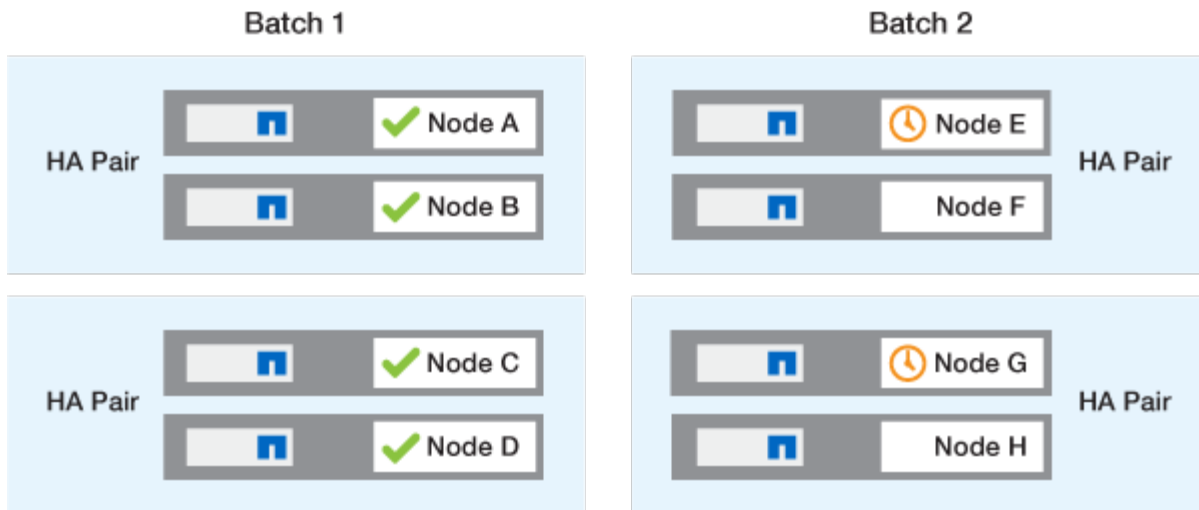 Batch 1
HA Pair
Node A
Node B
HA Pair
Node C
Node D
Batch 2
Node E
Node F
HA Pair
Node G
Node H
HA Pair